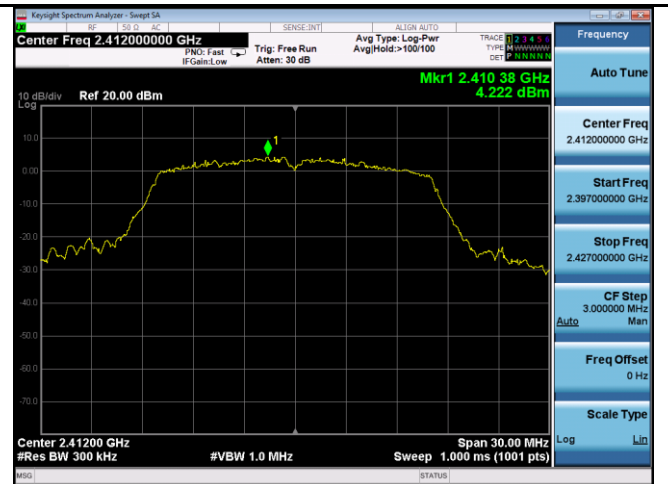 Keysight Spectrum Analyzer - Swept SA
RF 50 Ω AC SENSE:INT ALIGN AUTO
Center Freq 2.412000000 GHz
PNO: Fast
IFGain:Low
Trig: Free Run
Atten: 30 dB
Avg Type: Log-Pwr
Avg|Hold:>100/100
TRACE 1 2 3 4 5 6
TYPE M WWWWW
DET P N N N N N
Mkr1 2.410 38 GHz
4.222 dBm
10 dB/div Ref 20.00 dBm
Log
1
10.0
0.00
-10.0
-20.0
-30.0
-40.0
-50.0
-60.0
-70.0
Center 2.41200 GHz Span 30.00 MHz
#Res BW 300 kHz #VBW 1.0 MHz Sweep 1.000 ms (1001 pts)
MSG STATUS
Frequency
Auto Tune
Center Freq
2.412000000 GHz
Start Freq
2.397000000 GHz
Stop Freq
2.427000000 GHz
CF Step
3.000000 MHz
Auto Man
Freq Offset
0 Hz
Scale Type
Log Lin